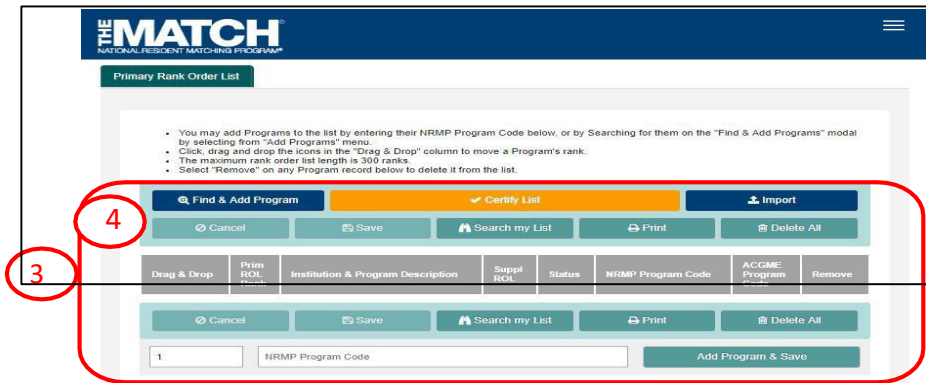 THE MATCH®
NATIONAL RESIDENT MATCHING PROGRAM®
Primary Rank Order List
• You may add Programs to the list by entering their NRMP Program Code below, or by Searching for them on the "Find & Add Programs" modal
by selecting from "Add Programs" menu.
• Click, drag and drop the icons in the "Drag & Drop" column to move a Program's rank.
• The maximum rank order list length is 300 ranks.
• Select "Remove" on any Program record below to delete it from the list.
4
Find & Add Program Certify List Import
Cancel Save Search my List Print Delete All
3
Drag & Drop Prim ROL Rank Institution & Program Description Suppl ROL Status NRMP Program Code ACGME Program Code Remove
Cancel Save Search my List Print Delete All
1 NRMP Program Code Add Program & Save